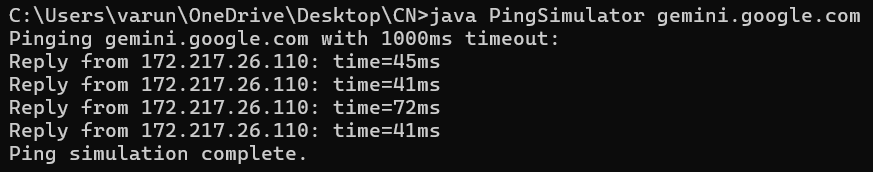 C:\Users\varun\OneDrive\Desktop\CN>java PingSimulator gemini.google.com
Pinging gemini.google.com with 1000ms timeout:
Reply from 172.217.26.110: time=45ms
Reply from 172.217.26.110: time=41ms
Reply from 172.217.26.110: time=72ms
Reply from 172.217.26.110: time=41ms
Ping simulation complete.